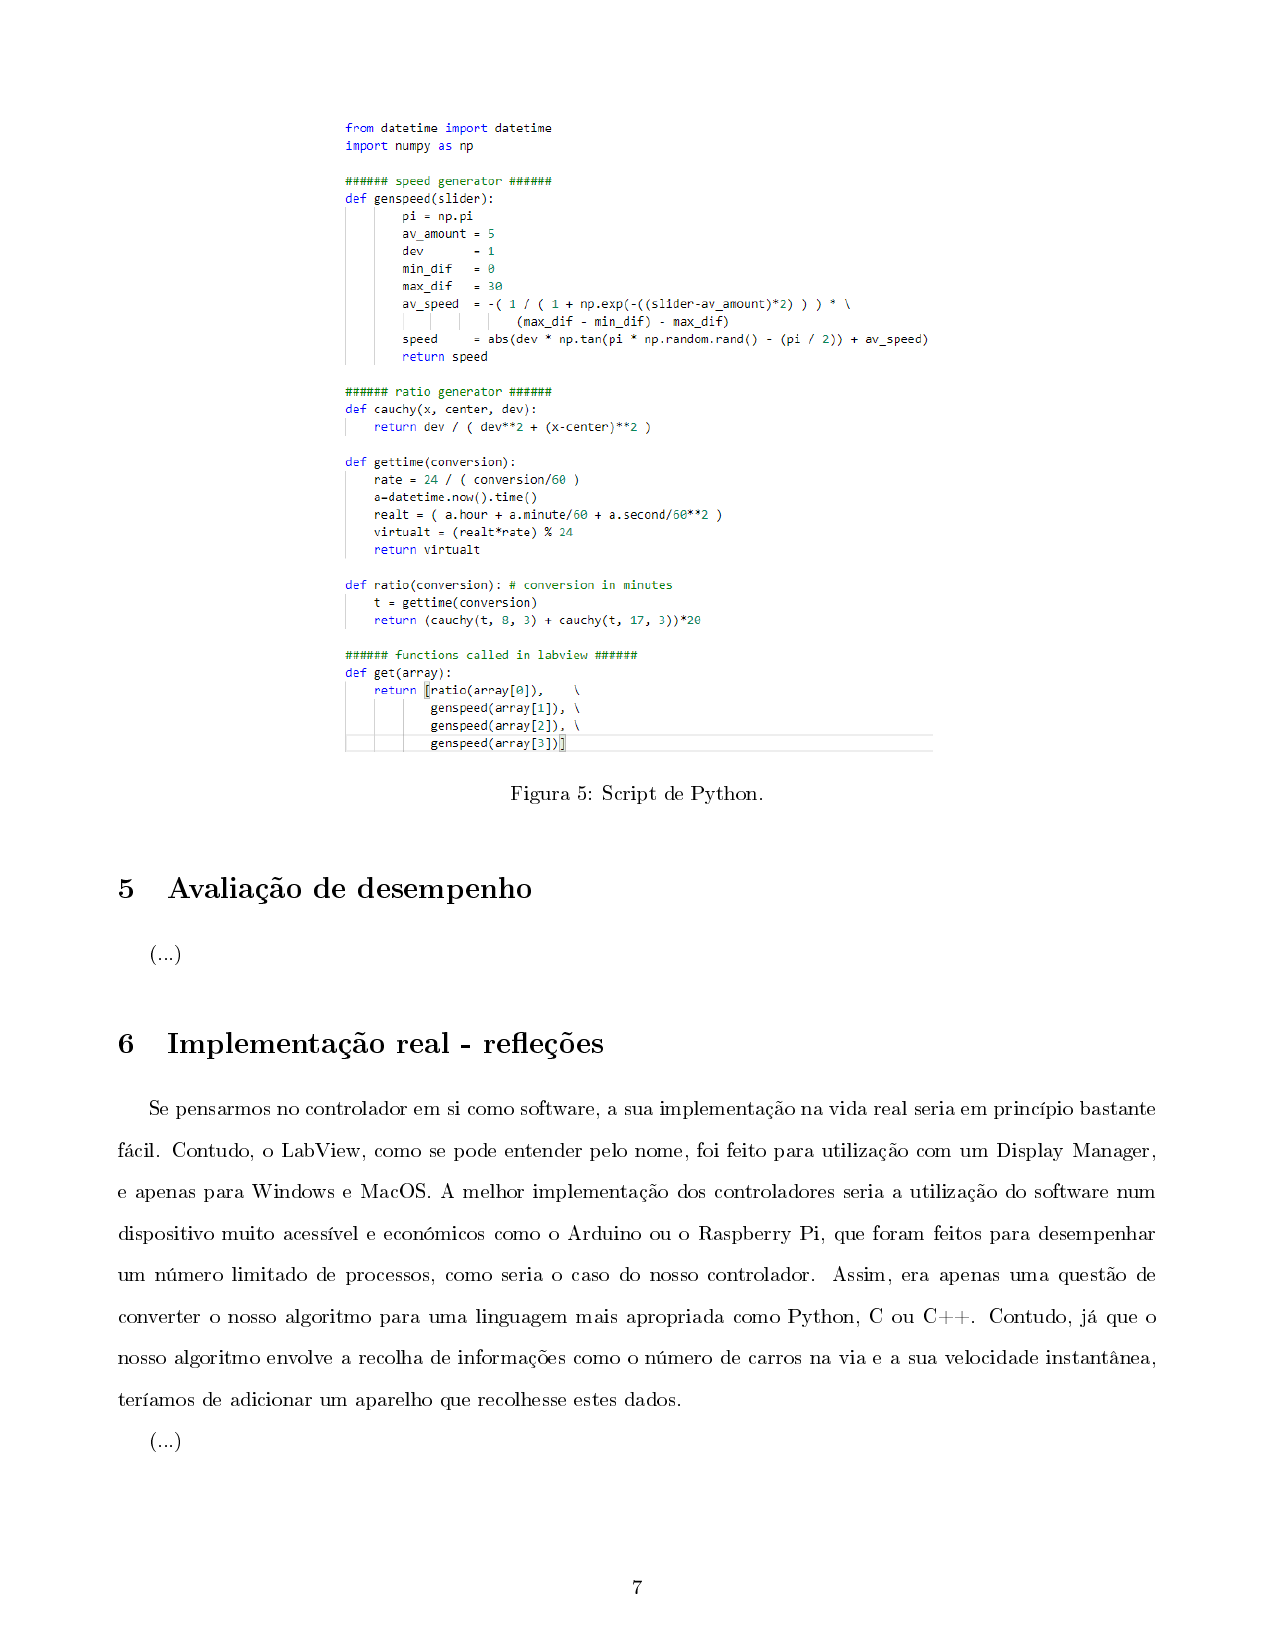 from datetime import datetime
import numpy as np
###### speed generator ######
def genspeed(slider):
pi = np.pi
av_amount = 5
dev = 1
min_dif = 0
max_dif = 30
av_speed = -( 1 / ( 1 + np.exp(-((slider-av_amount)*2) ) ) * \
(max_dif - min_dif) - max_dif)
speed = abs(dev * np.tan(pi * np.random.rand() - (pi / 2)) + av_speed)
return speed
###### ratio generator ######
def cauchy(x, center, dev):
return dev / ( dev**2 + (x-center)**2 )
def gettime(conversion):
rate = 24 / ( conversion/60 )
a=datetime.now().time()
realt = ( a.hour + a.minute/60 + a.second/60**2 )
virtualt = (realt*rate) % 24
return virtualt
def ratio(conversion): # conversion in minutes
t = gettime(conversion)
return (cauchy(t, 8, 3) + cauchy(t, 17, 3))*20
###### functions called in labview ######
def get(array):
return [ratio(array[0]), \
genspeed(array[1]), \
genspeed(array[2]), \
genspeed(array[3])]
Figura 5: Script de Python.
5 Avaliação de desempenho
(...)
6 Implementação real - refleções
Se pensarmos no controlador em si como software, a sua implementação na vida real seria em princípio bastante
fácil. Contudo, o LabView, como se pode entender pelo nome, foi feito para utilização com um Display Manager,
e apenas para Windows e MacOS. A melhor implementação dos controladores seria a utilização do software num
dispositivo muito acessível e económicos como o Arduino ou o Raspberry Pi, que foram feitos para desempenhar
um número limitado de processos, como seria o caso do nosso controlador. Assim, era apenas uma questão de
converter o nosso algoritmo para uma linguagem mais apropriada como Python, C ou C++. Contudo, já que o
nosso algoritmo envolve a recolha de informações como o número de carros na via e a sua velocidade instantânea,
teríamos de adicionar um aparelho que recolhesse estes dados.
(...)
7